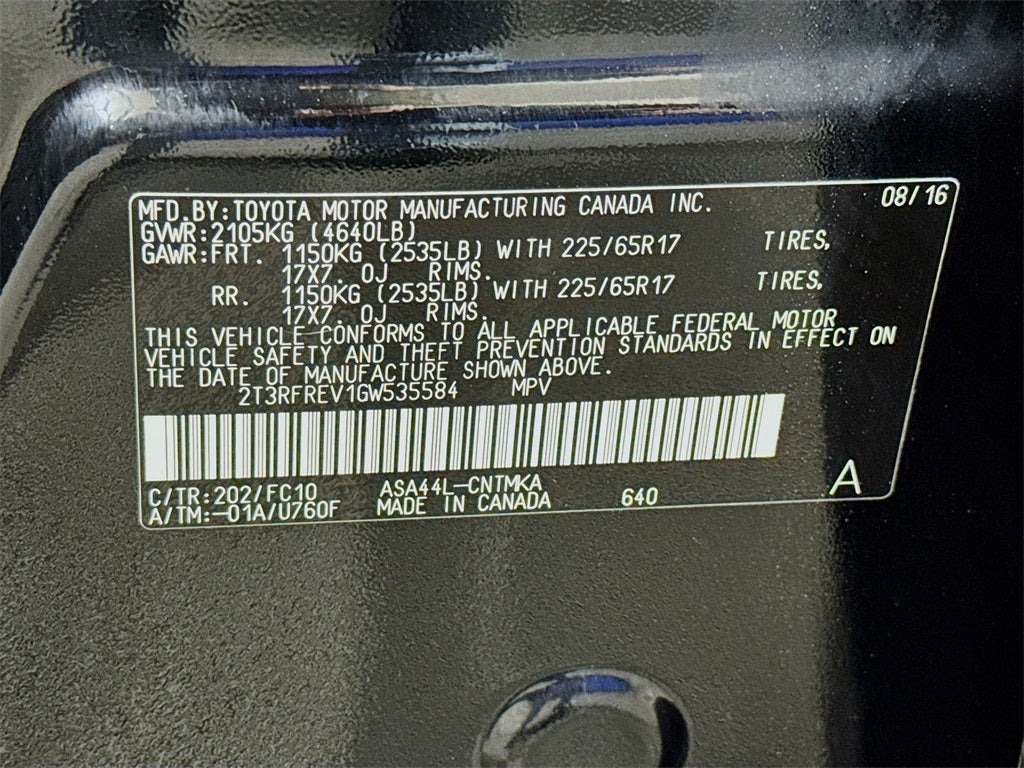 MFD.BY:TOYOTA MOTOR MANUFACTURING CANADA INC. 08/16
GVWR:2105KG (4640LB)
GAWR:FRT. 1150KG (2535LB) WITH 225/65R17 TIRES,
17X7. OJ RIMS.
RR. 1150KG (2535LB) WITH 225/65R17 TIRES,
17X7. OJ RIMS.
THIS VEHICLE CONFORMS TO ALL APPLICABLE FEDERAL MOTOR
VEHICLE SAFETY AND THEFT PREVENTION STANDARDS IN EFFECT ON
THE DATE OF MANUFACTURE SHOWN ABOVE.
2T3RFREV1GW535584 MPV
C/TR:202/FC10 ASA44L-CNTMKA 640 A
A/TM:-01A/U760F MADE IN CANADA